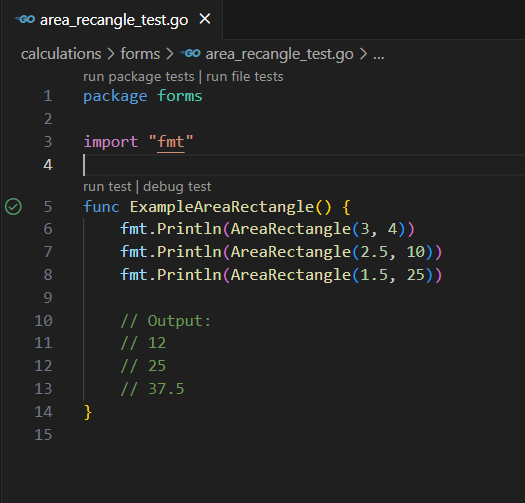 area_recangle_test.go ×
calculations > forms > area_recangle_test.go > ...
run package tests | run file tests
1 package forms
2
3 import "fmt"
4
run test | debug test
5 func ExampleAreaRectangle() {
6     fmt.Println(AreaRectangle(3, 4))
7     fmt.Println(AreaRectangle(2.5, 10))
8     fmt.Println(AreaRectangle(1.5, 25))
9
10     // Output:
11     // 12
12     // 25
13     // 37.5
14 }
15